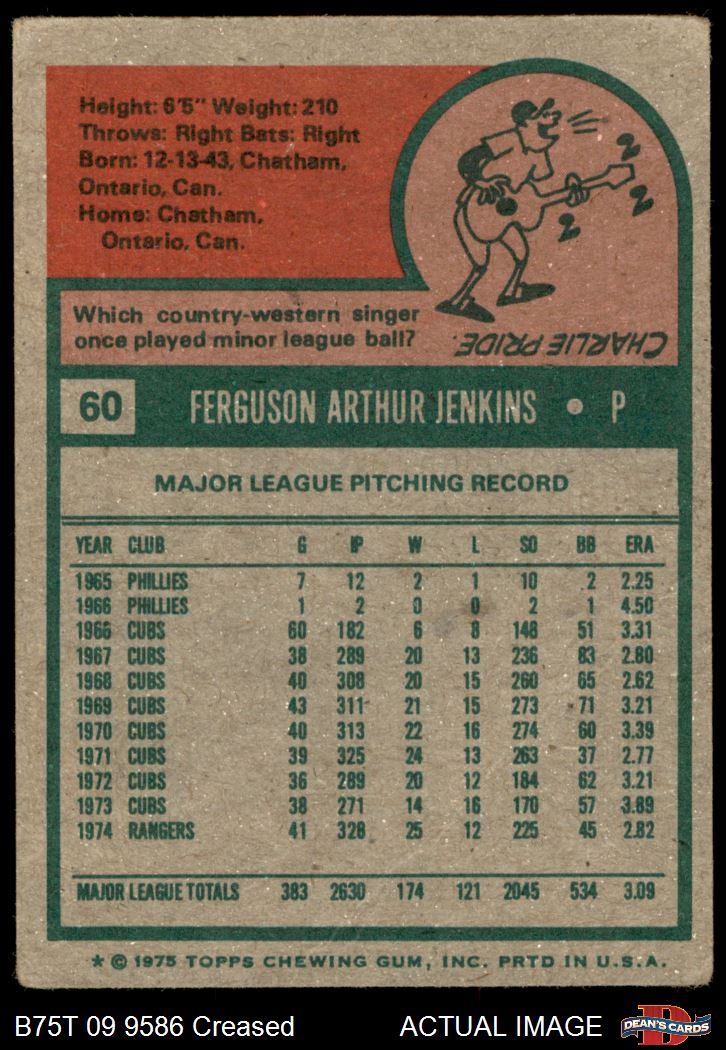 Height: 6'5" Weight: 210
Throws: Right Bats: Right
Born: 12-13-43, Chatham,
Ontario, Can.
Home: Chatham,
Ontario, Can.
Z
Z
Z
Which country-western singer
once played minor league ball?
CHARLIE PRIDE.
60 FERGUSON ARTHUR JENKINS • P
MAJOR LEAGUE PITCHING RECORD
YEAR CLUB G IP W L SO BB ERA
1965 PHILLIES 7 12 2 1 10 2 2.25
1966 PHILLIES 1 2 0 0 2 1 4.50
1966 CUBS 60 182 6 8 148 51 3.31
1967 CUBS 38 289 20 13 236 83 2.80
1968 CUBS 40 308 20 15 260 65 2.62
1969 CUBS 43 311 21 15 273 71 3.21
1970 CUBS 40 313 22 16 274 60 3.39
1971 CUBS 39 325 24 13 263 37 2.77
1972 CUBS 36 289 20 12 184 62 3.21
1973 CUBS 38 271 14 16 170 57 3.89
1974 RANGERS 41 328 25 12 225 45 2.82
MAJOR LEAGUE TOTALS 383 2630 174 121 2045 534 3.09
* © 1975 TOPPS CHEWING GUM, INC. PRTD IN U.S.A.
B75T 09 9586 Creased ACTUAL IMAGE
D
DEAN'S CARDS